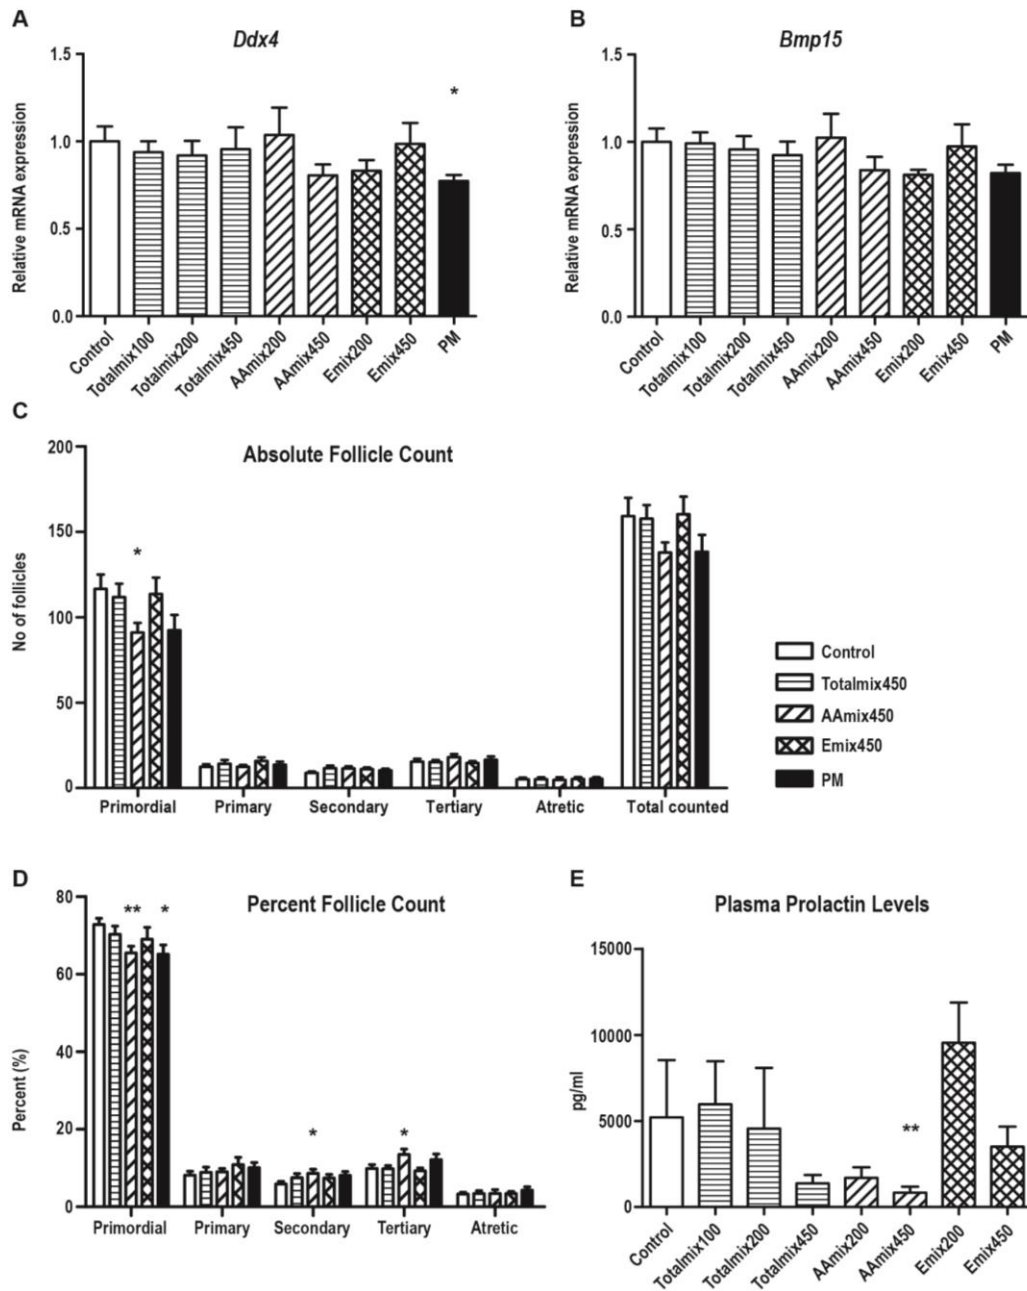 A
B
Ddx4
Bmp15
*
1.5
1.0
0.5
0.0
Relative mRNA expression
Control
Totalmix100
Totalmix200
Totalmix450
AAmix200
AAmix450
Emix200
Emix450
PM
1.5
1.0
0.5
0.0
Relative mRNA expression
Control
Totalmix100
Totalmix200
Totalmix450
AAmix200
AAmix450
Emix200
Emix450
PM
C
Absolute Follicle Count
200
150
100
50
0
No of follicles
*
Primordial
Primary
Secondary
Tertiary
Atretic
Total counted
Control
Totalmix450
AAmix450
Emix450
PM
D
Percent Follicle Count
80
60
40
20
0
Percent (%)
** *
*
*
Primordial
Primary
Secondary
Tertiary
Atretic
E
Plasma Prolactin Levels
15000
10000
5000
0
pg/ml
**
Control
Totalmix100
Totalmix200
Totalmix450
AAmix200
AAmix450
Emix200
Emix450